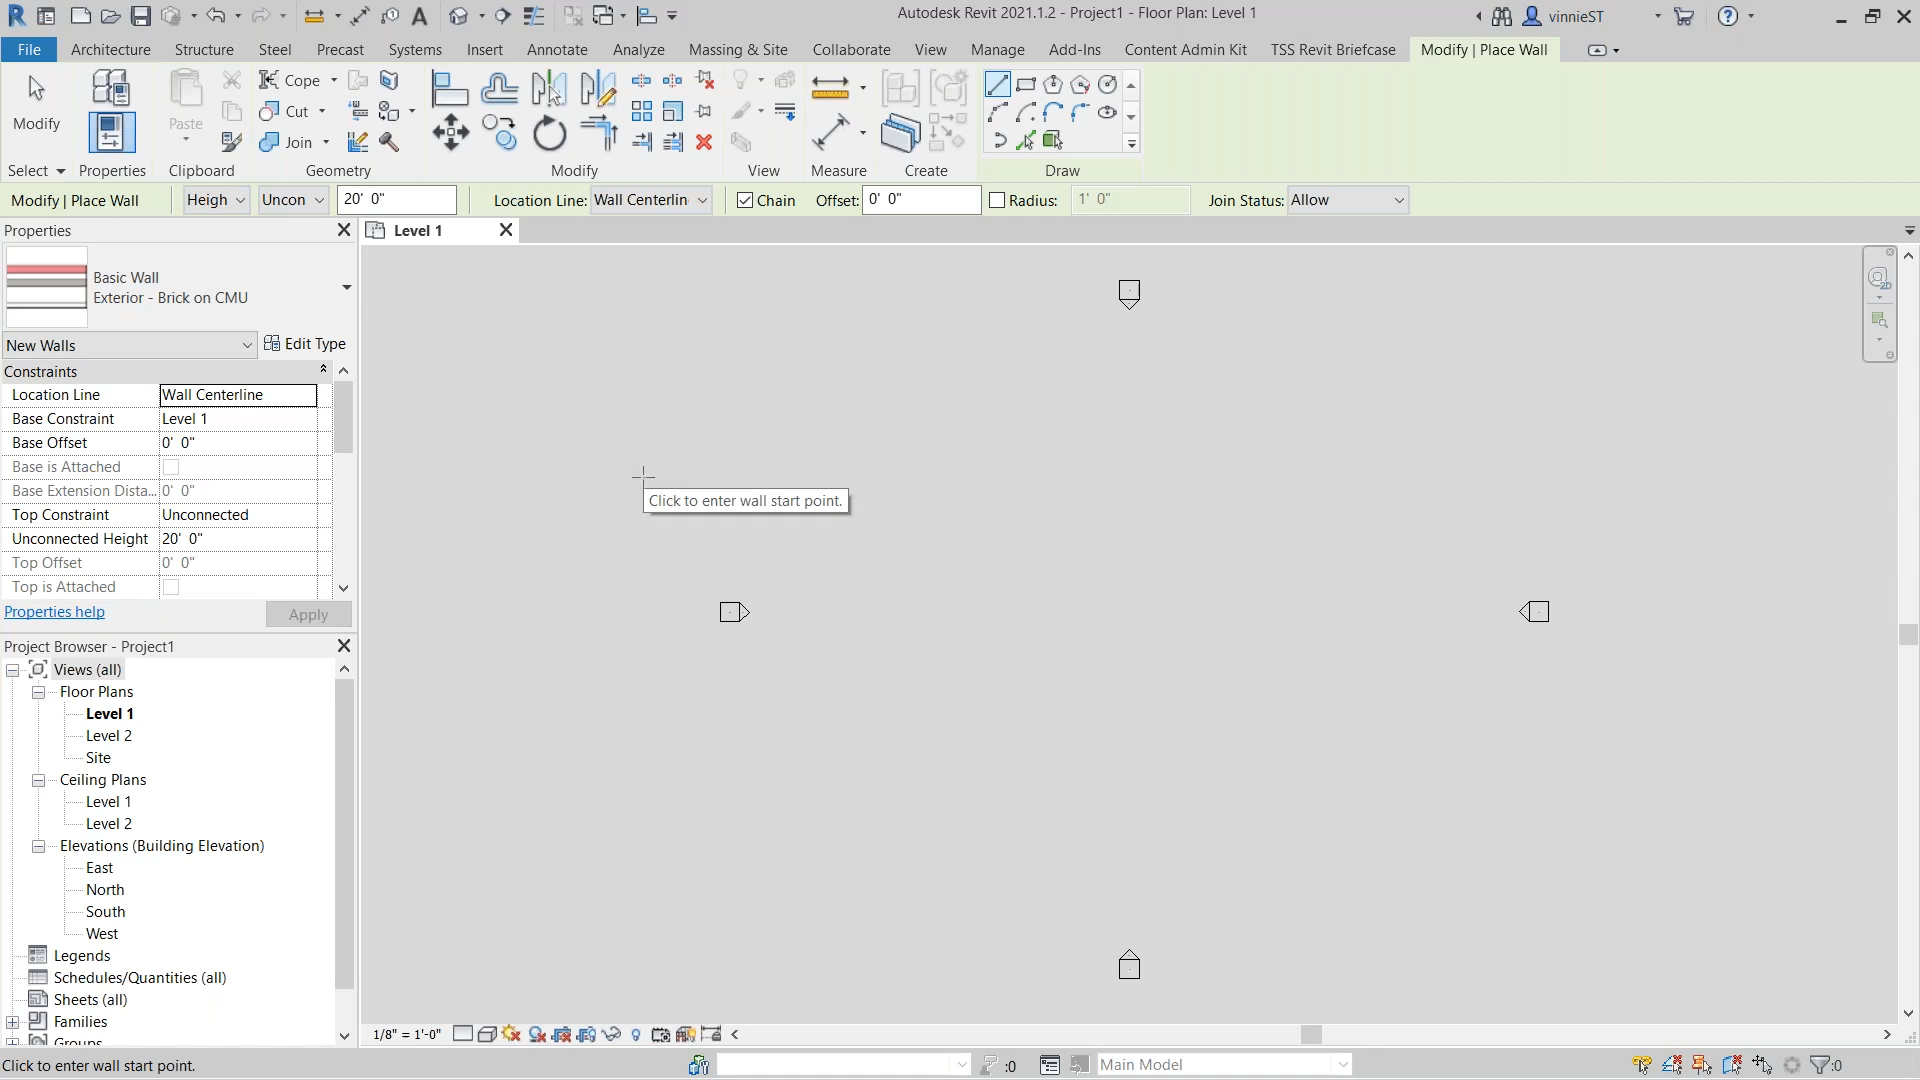 Autodesk Revit 2021.1.2 - Project1 - Floor Plan: Level 1
vinnieST
File
Architecture
Structure
Steel
Precast
Systems
Insert
Annotate
Analyze
Massing & Site
Collaborate
View
Manage
Add-Ins
Content Admin Kit
TSS Revit Briefcase
Modify | Place Wall
Modify
Paste
Cope
Cut
Join
Select
Properties
Clipboard
Geometry
Modify
View
Measure
Create
Draw
Modify | Place Wall
Heigh
Uncon
20' 0"
Location Line: Wall Centerlin
Chain
Offset: 0' 0"
Radius: 1' 0"
Join Status: Allow
Properties
Level 1
Basic Wall
Exterior - Brick on CMU
New Walls
Edit Type
Constraints
Location Line Wall Centerline
Base Constraint Level 1
Base Offset 0' 0"
Base is Attached
Base Extension Dista... 0' 0"
Top Constraint Unconnected
Unconnected Height 20' 0"
Top Offset 0' 0"
Top is Attached
Properties help
Apply
2D
Click to enter wall start point.
Project Browser - Project1
Views (all)
Floor Plans
Level 1
Level 2
Site
Ceiling Plans
Level 1
Level 2
Elevations (Building Elevation)
East
North
South
West
Legends
Schedules/Quantities (all)
Sheets (all)
Families
Groups
1/8" = 1'-0"
Click to enter wall start point.
:0
Main Model
:0